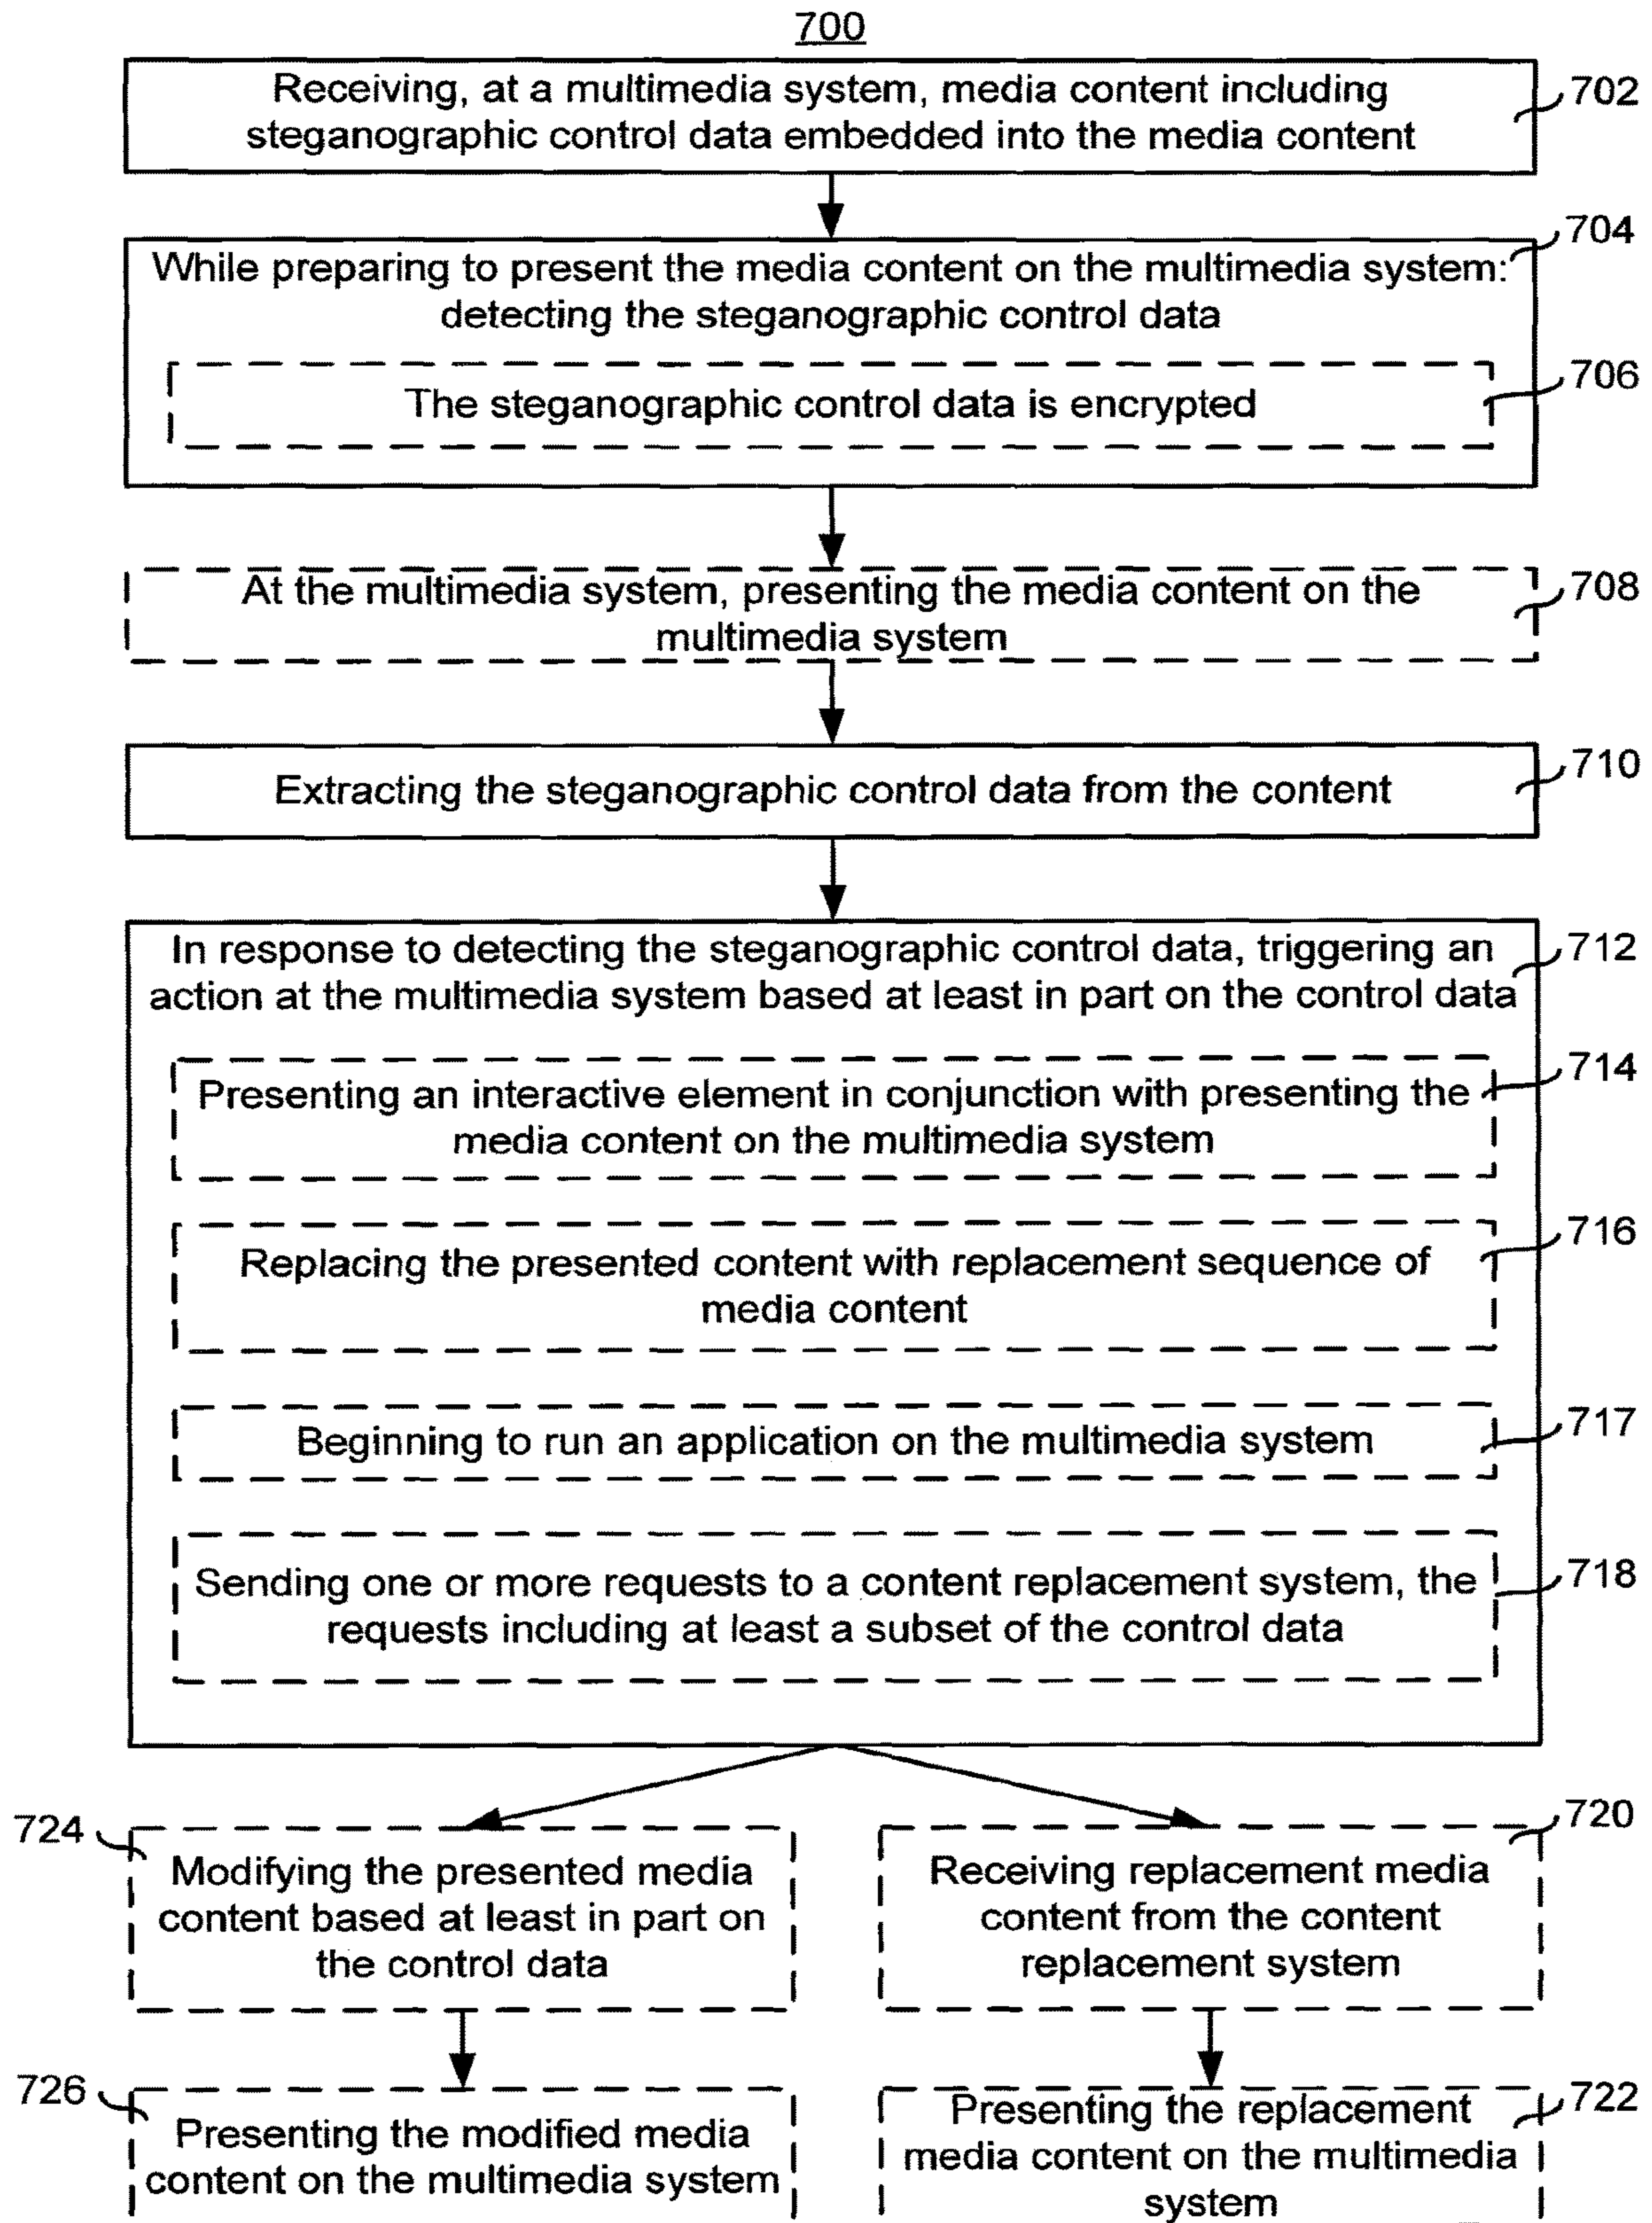 700
Receiving, at a multimedia system, media content including
steganographic control data embedded into the media content
702
704
While preparing to present the media content on the multimedia system:
detecting the steganographic control data
706
The steganographic control data is encrypted
At the multimedia system, presenting the media content on the
multimedia system
708
Extracting the steganographic control data from the content
710
In response to detecting the steganographic control data, triggering an
action at the multimedia system based at least in part on the control data
712
Presenting an interactive element in conjunction with presenting the
media content on the multimedia system
714
Replacing the presented content with replacement sequence of
media content
716
Beginning to run an application on the multimedia system
717
Sending one or more requests to a content replacement system, the
requests including at least a subset of the control data
718
724
Modifying the presented media
content based at least in part on
the control data
720
Receiving replacement media
content from the content
replacement system
726
Presenting the modified media
content on the multimedia system
722
Presenting the replacement
media content on the multimedia
system